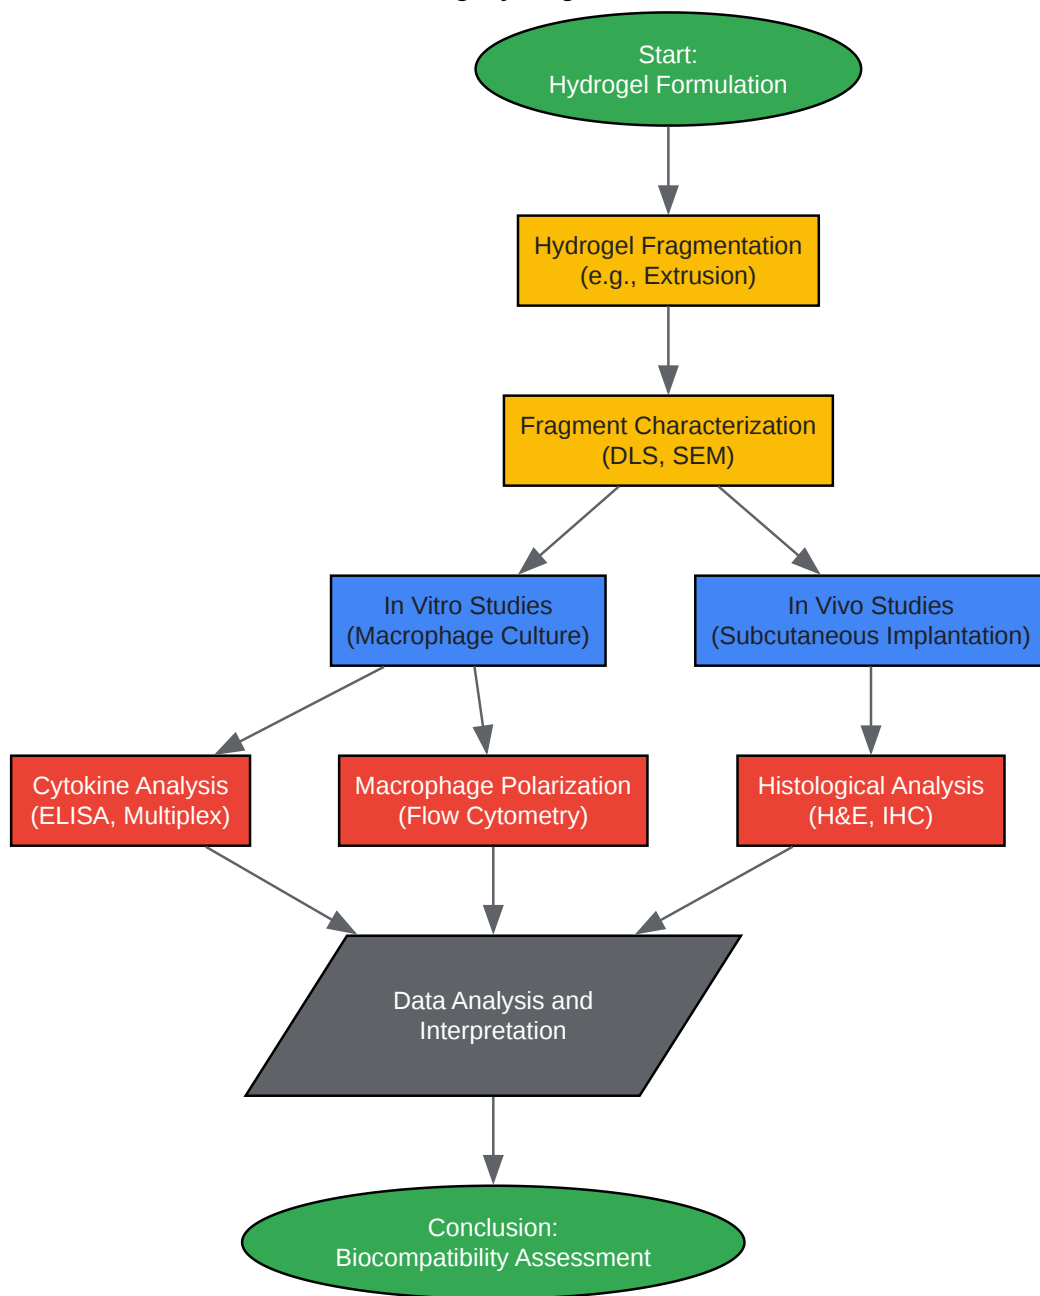 Start:
Hydrogel Formulation
Hydrogel Fragmentation
(e.g., Extrusion)
Fragment Characterization
(DLS, SEM)
In Vitro Studies
(Macrophage Culture)
In Vivo Studies
(Subcutaneous Implantation)
Cytokine Analysis
(ELISA, Multiplex)
Macrophage Polarization
(Flow Cytometry)
Histological Analysis
(H&E, IHC)
Data Analysis and
Interpretation
Conclusion:
Biocompatibility Assessment